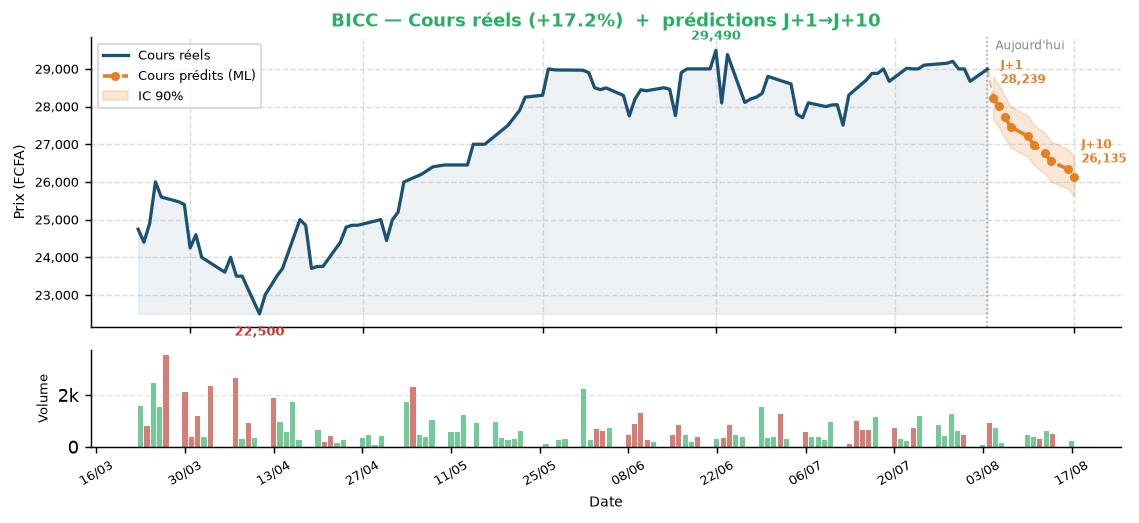 BICC — Cours réels (+17.2%)  +  prédictions J+1→J+10
29,490
Aujourd'hui
Cours réels
Cours prédits (ML)
IC 90%
J+1
28,239
J+10
26,135
22,500
Prix (FCFA)
29,000
28,000
27,000
26,000
25,000
24,000
23,000
Volume
2k
0
16/03
30/03
13/04
27/04
11/05
25/05
08/06
22/06
06/07
20/07
03/08
17/08
Date